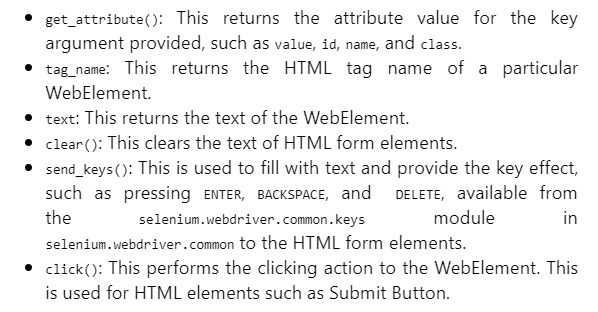 • get_attribute(): This returns the attribute value for the key
argument provided, such as value, id, name, and class.
• tag_name: This returns the HTML tag name of a particular
WebElement.
• text: This returns the text of the WebElement.
• clear(): This clears the text of HTML form elements.
• send_keys(): This is used to fill with text and provide the key effect,
such as pressing ENTER, BACKSPACE, and DELETE, available from
the selenium.webdriver.common.keys module in
selenium.webdriver.common to the HTML form elements.
• click(): This performs the clicking action to the WebElement. This
is used for HTML elements such as Submit Button.